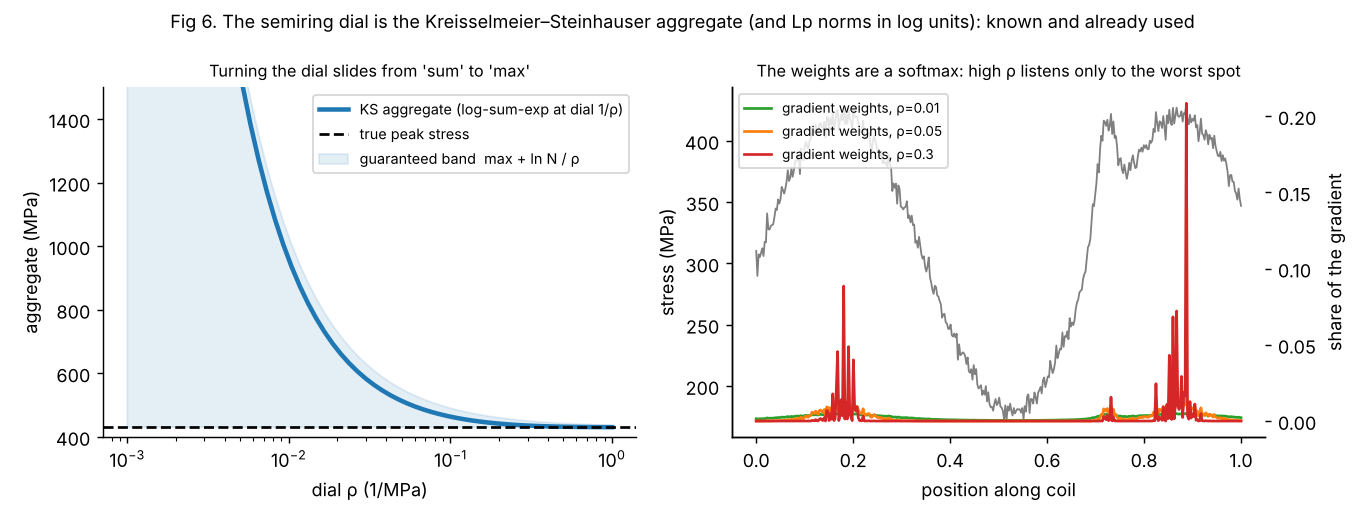 Fig 6. The semiring dial is the Kreisselmeier–Steinhauser aggregate (and Lp norms in log units): known and already used
Turning the dial slides from 'sum' to 'max'
KS aggregate (log-sum-exp at dial 1/ρ)
true peak stress
guaranteed band  max + ln N / ρ
aggregate (MPa)
1400
1200
1000
800
600
400
10⁻³
10⁻²
10⁻¹
10⁰
dial ρ (1/MPa)
The weights are a softmax: high ρ listens only to the worst spot
gradient weights, ρ=0.01
gradient weights, ρ=0.05
gradient weights, ρ=0.3
stress (MPa)
400
350
300
250
200
0.0
0.2
0.4
0.6
0.8
1.0
position along coil
0.20
0.15
0.10
0.05
0.00
share of the gradient